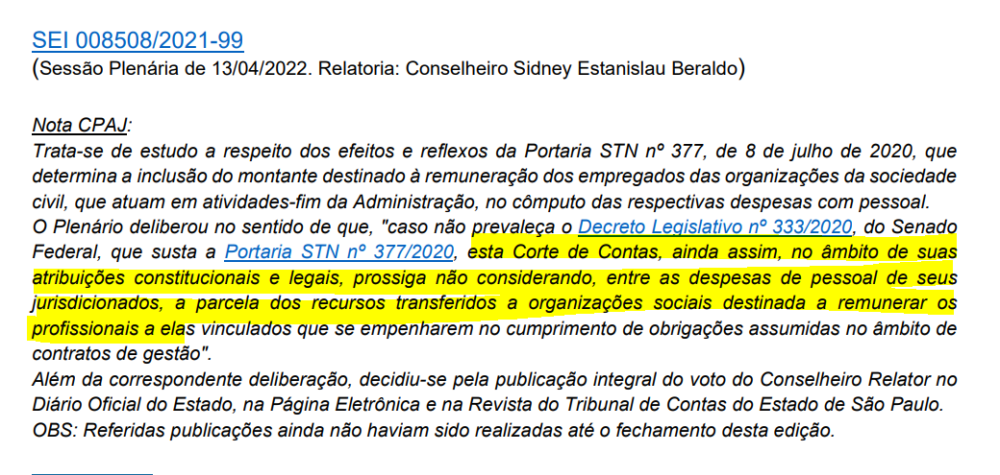 SEI 008508/2021-99
(Sessão Plenária de 13/04/2022. Relatoria: Conselheiro Sidney Estanislau Beraldo)
Nota CPAJ:
Trata-se de estudo a respeito dos efeitos e reflexos da Portaria STN nº 377, de 8 de julho de 2020, que
determina a inclusão do montante destinado à remuneração dos empregados das organizações da sociedade
civil, que atuam em atividades-fim da Administração, no cômputo das respectivas despesas com pessoal.
O Plenário deliberou no sentido de que, "caso não prevaleça o Decreto Legislativo nº 333/2020, do Senado
Federal, que susta a Portaria STN nº 377/2020, esta Corte de Contas, ainda assim, no âmbito de suas
atribuições constitucionais e legais, prossiga não considerando, entre as despesas de pessoal de seus
jurisdicionados, a parcela dos recursos transferidos a organizações sociais destinada a remunerar os
profissionais a elas vinculados que se empenharem no cumprimento de obrigações assumidas no âmbito de
contratos de gestão".
Além da correspondente deliberação, decidiu-se pela publicação integral do voto do Conselheiro Relator no
Diário Oficial do Estado, na Página Eletrônica e na Revista do Tribunal de Contas do Estado de São Paulo.
OBS: Referidas publicações ainda não haviam sido realizadas até o fechamento desta edição.